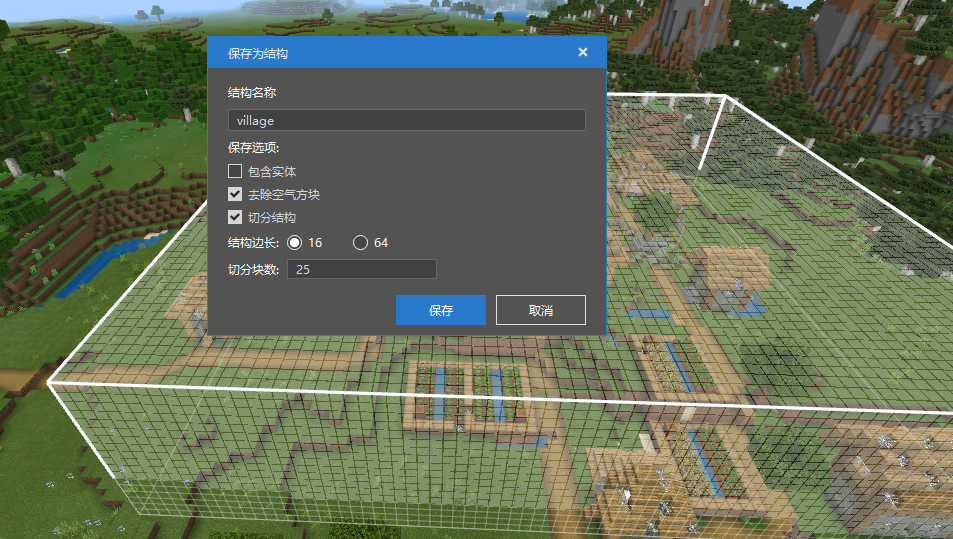 保存为结构
结构名称
village
保存选项:
包含实体
去除空气方块
切分结构
结构边长: 16 64
切分块数: 25
保存 取消